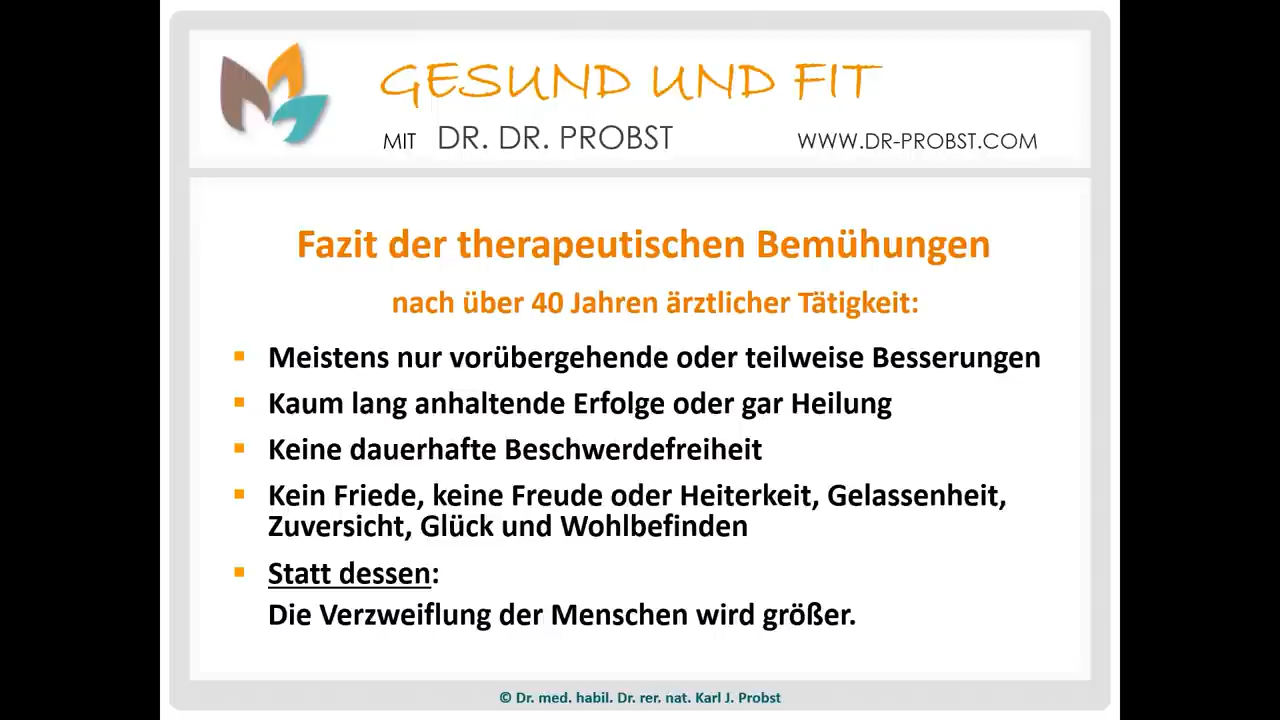 GESUND UND FIT
MIT DR. DR. PROBST WWW.DR-PROBST.COM
Fazit der therapeutischen Bemühungen
nach über 40 Jahren ärztlicher Tätigkeit:
▪ Meistens nur vorübergehende oder teilweise Besserungen
▪ Kaum lang anhaltende Erfolge oder gar Heilung
▪ Keine dauerhafte Beschwerdefreiheit
▪ Kein Friede, keine Freude oder Heiterkeit, Gelassenheit,
Zuversicht, Glück und Wohlbefinden
▪ Statt dessen:
Die Verzweiflung der Menschen wird größer.
© Dr. med. habil. Dr. rer. nat. Karl J. Probst